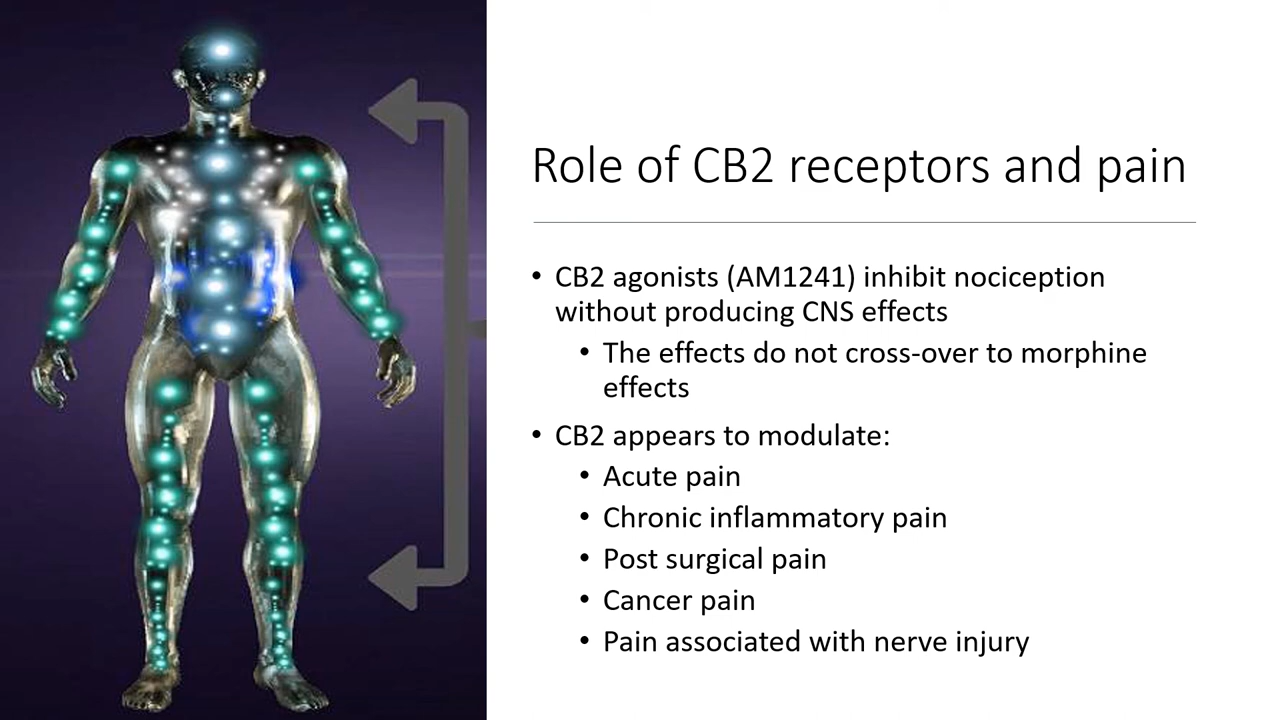 Role of CB2 receptors and pain
• CB2 agonists (AM1241) inhibit nociception
without producing CNS effects
• The effects do not cross-over to morphine
effects
• CB2 appears to modulate:
• Acute pain
• Chronic inflammatory pain
• Post surgical pain
• Cancer pain
• Pain associated with nerve injury